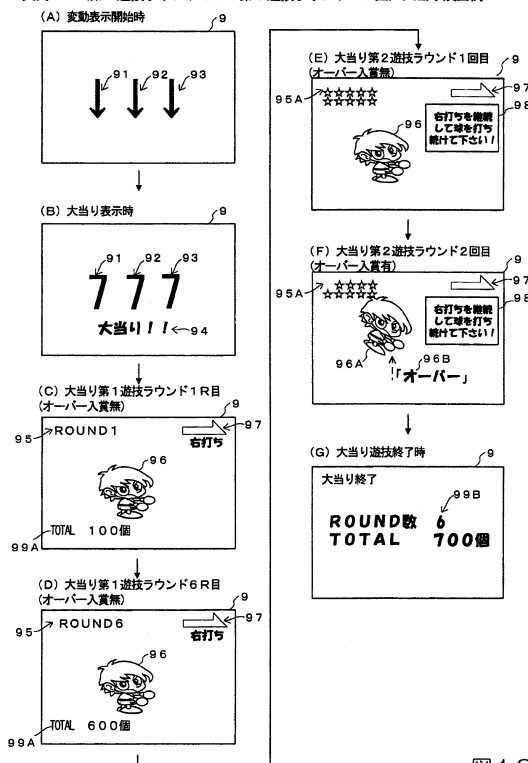 (A) 変動表示開始時
9
91 92 93
(B) 大当り表示時
9
91 92 93
7 7 7
大当り！！ 94
(C) 大当り第1遊技ラウンド1R目
(オーバー入賞無)
9
95 ROUND1
97
右打ち
96
TOTAL 100個
99A
(D) 大当り第1遊技ラウンド6R目
(オーバー入賞無)
9
95 ROUND6
97
右打ち
96
TOTAL 600個
99A
(E) 大当り第2遊技ラウンド1回目
(オーバー入賞無)
9
95A ☆☆☆☆☆
☆☆☆☆☆
97
98
96
右打ちを継続
して球を打ち
続けて下さい！
(F) 大当り第2遊技ラウンド2回目
(オーバー入賞有)
9
95A ☆☆☆☆
☆☆☆☆☆
97
98
右打ちを継続
して球を打ち
続けて下さい！
96A
96B
「オーバー」
(G) 大当り遊技終了時
9
大当り終了
99B
ROUND数 6
TOTAL 700個